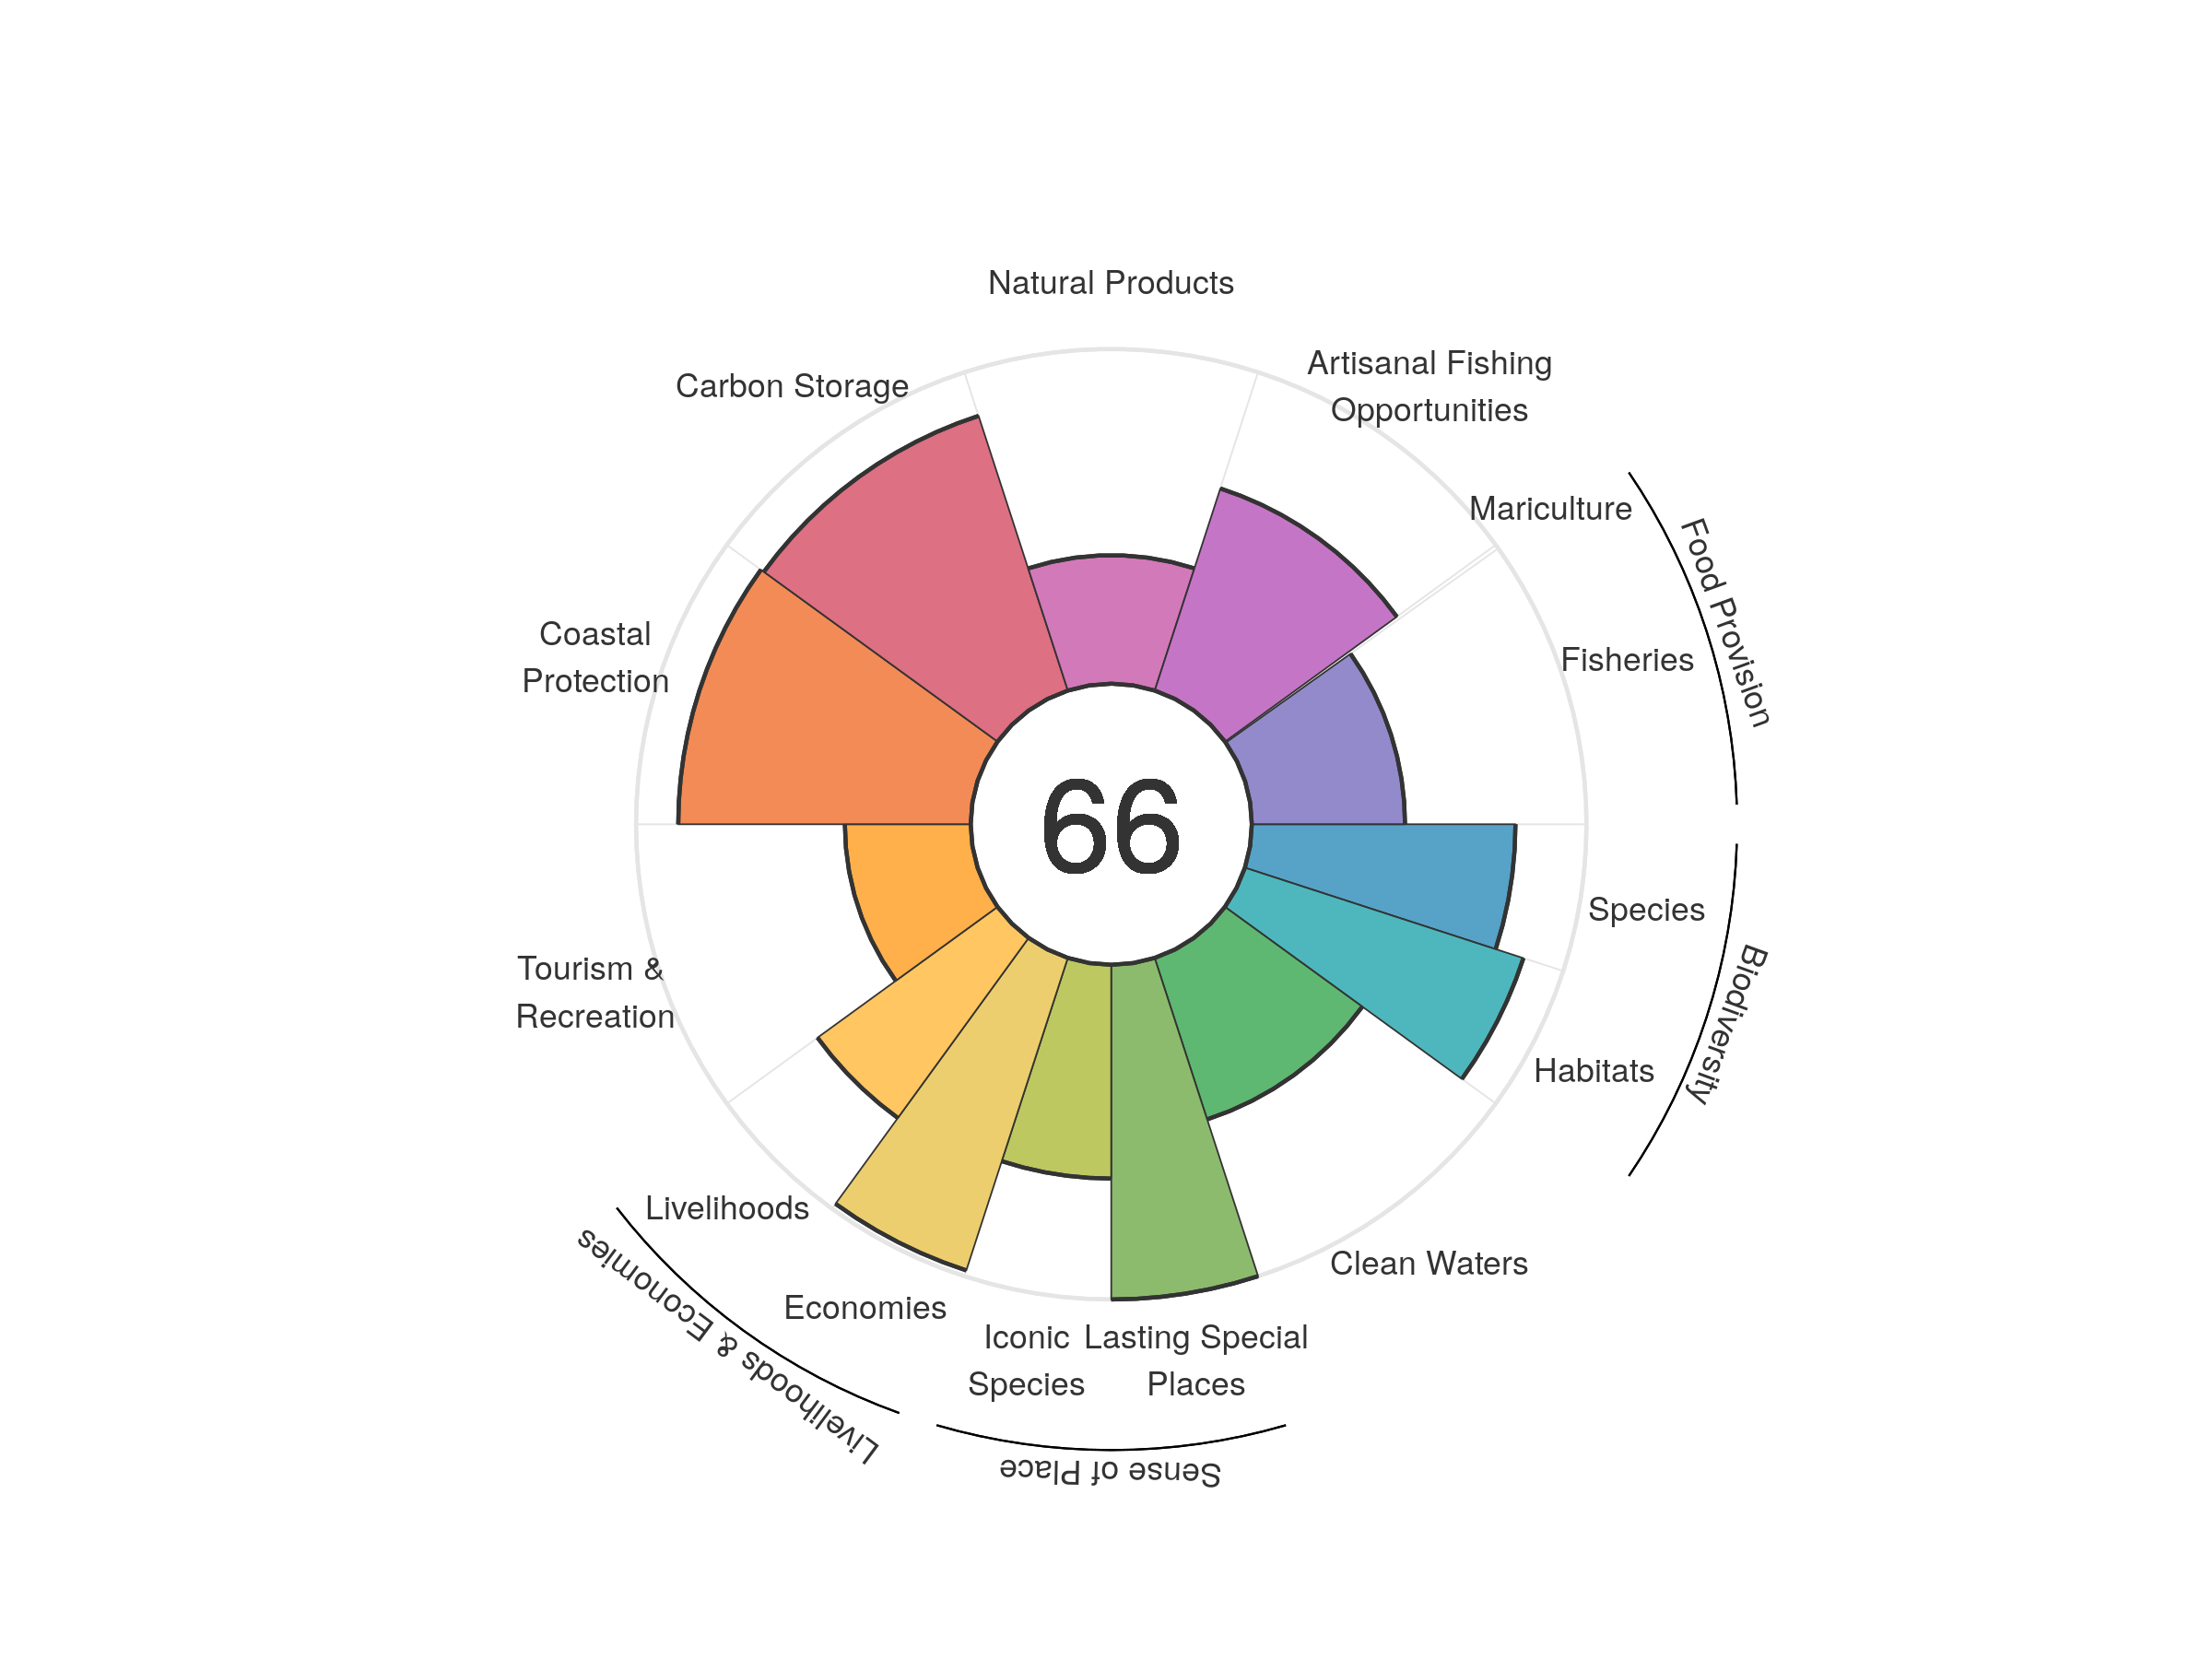 Natural Products
Artisanal Fishing
Opportunities
Carbon Storage
Mariculture
Food Provision
Fisheries
Coastal
Protection
66
Species
Biodiversity
Habitats
Tourism &
Recreation
Livelihoods
Livelihoods & Economies
Clean Waters
Economies
Iconic
Species
Lasting Special
Places
Sense of Place